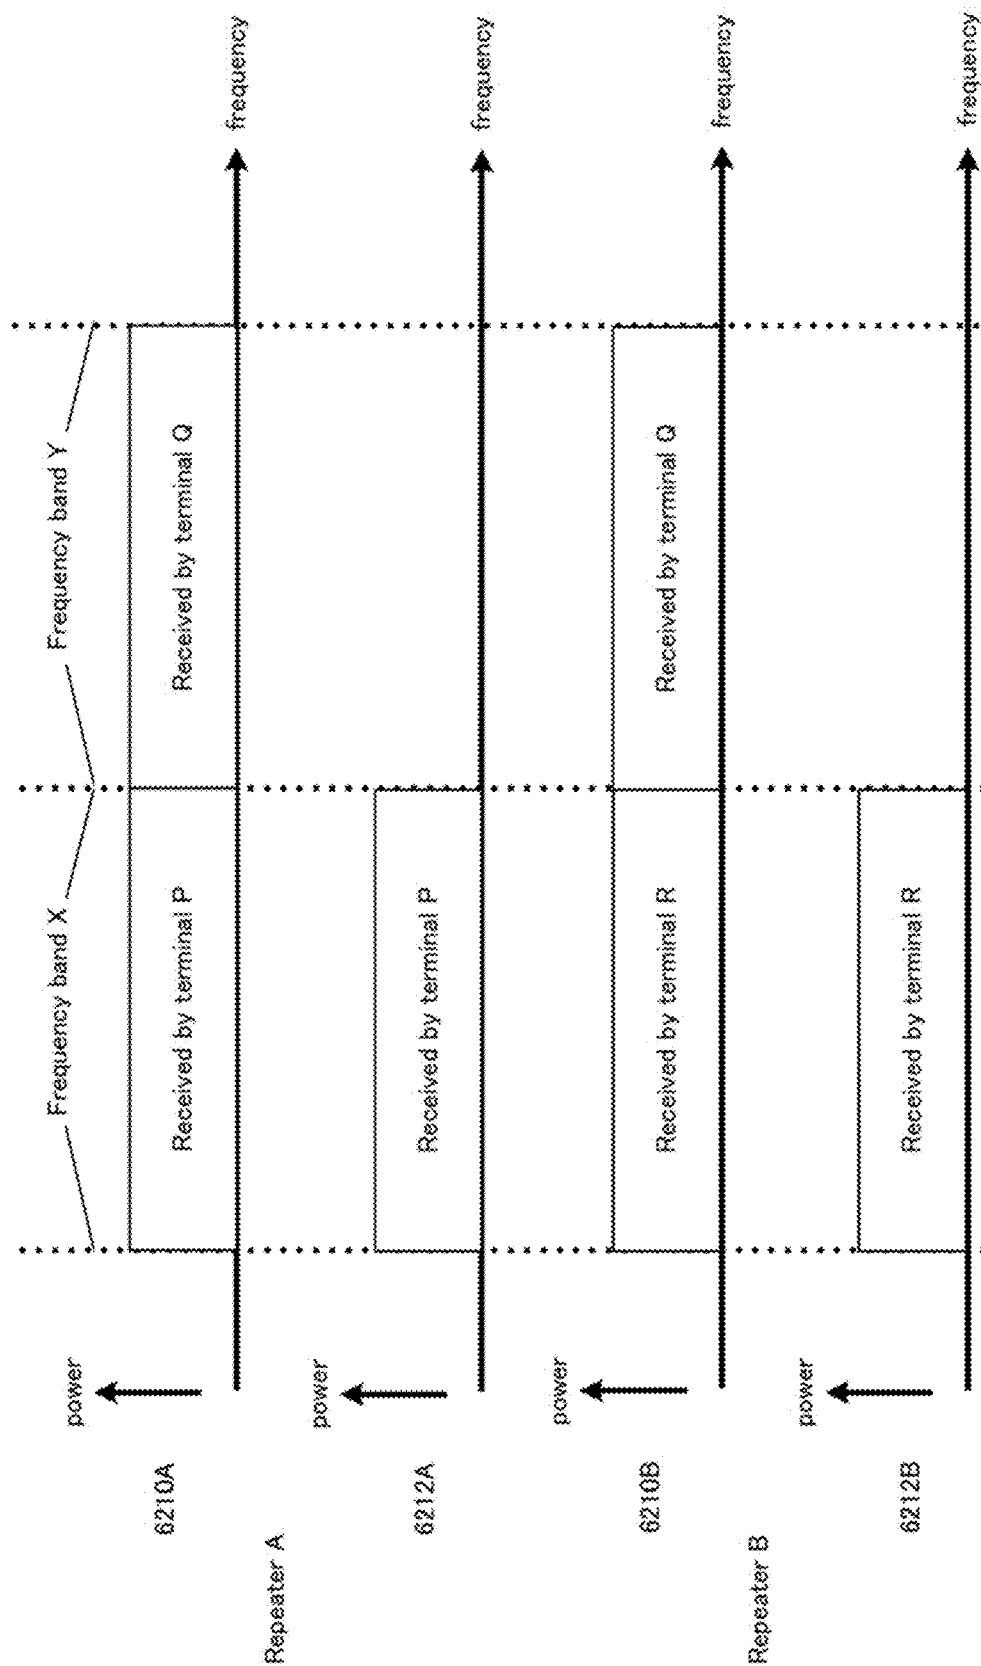 Frequency band X
Frequency band Y
power
6210A
Received by terminal P
Received by terminal Q
frequency
Repeater A
power
6212A
Received by terminal P
frequency
power
6210B
Received by terminal R
Received by terminal Q
frequency
Repeater B
power
6212B
Received by terminal R
frequency